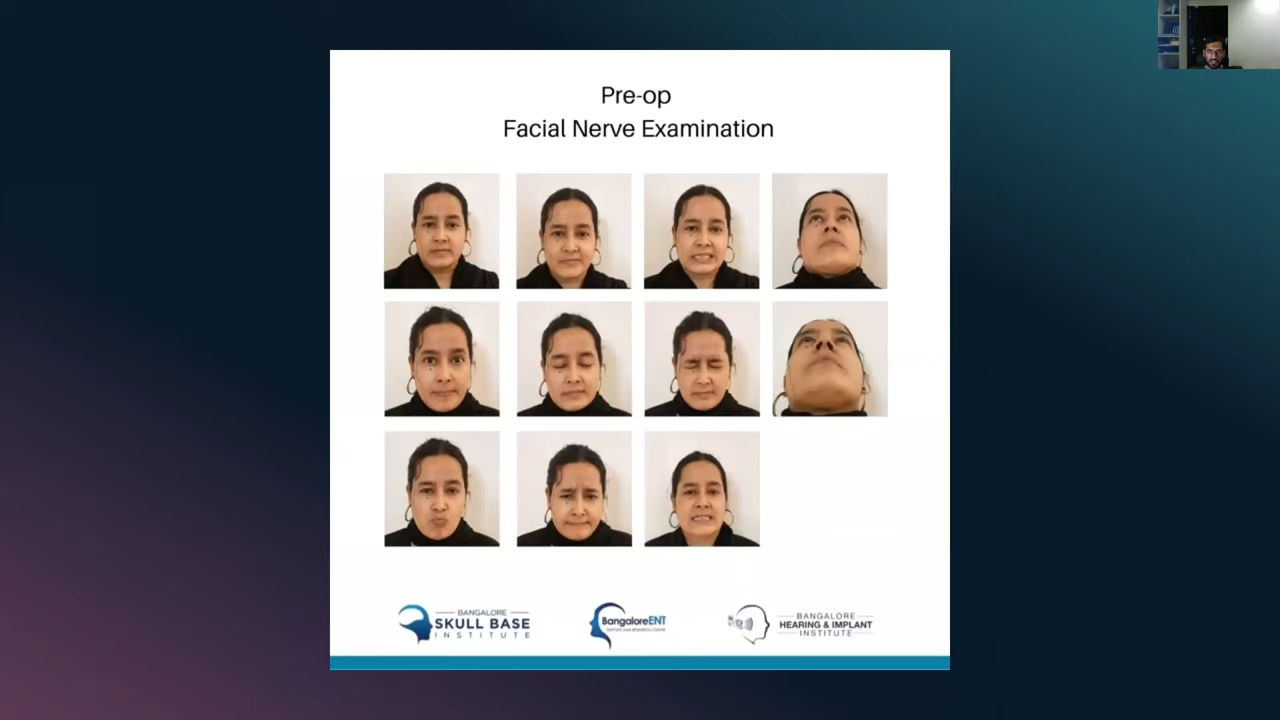 Pre-op
Facial Nerve Examination
BANGALORE
SKULL BASE
INSTITUTE
BangaloreENT
BANGALORE
HEARING & IMPLANT
INSTITUTE